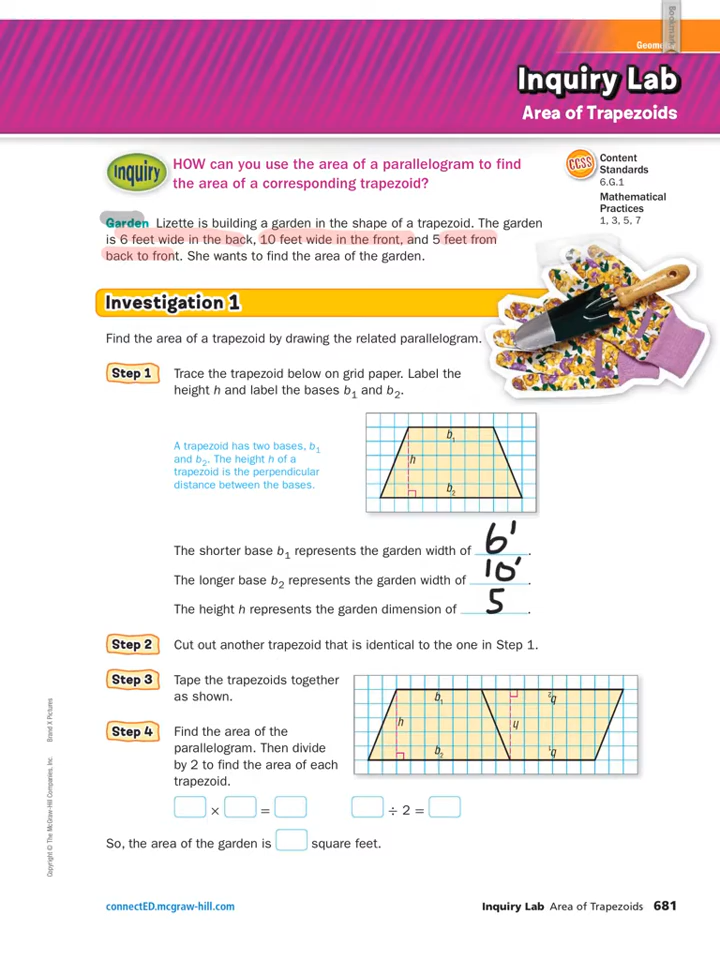 Bookmark
Geometry
Inquiry Lab
Area of Trapezoids
Inquiry
HOW can you use the area of a parallelogram to find
the area of a corresponding trapezoid?
CCSS
Content
Standards
6.G.1
Mathematical
Practices
1, 3, 5, 7
Garden Lizette is building a garden in the shape of a trapezoid. The garden
is 6 feet wide in the back, 10 feet wide in the front, and 5 feet from
back to front. She wants to find the area of the garden.
Investigation 1
Find the area of a trapezoid by drawing the related parallelogram.
Step 1 Trace the trapezoid below on grid paper. Label the
height h and label the bases b₁ and b₂.
A trapezoid has two bases, b₁
and b₂. The height h of a
trapezoid is the perpendicular
distance between the bases.
b₁
h
b₂
The shorter base b₁ represents the garden width of 6'.
The longer base b₂ represents the garden width of 10'.
The height h represents the garden dimension of 5.
Step 2 Cut out another trapezoid that is identical to the one in Step 1.
Step 3 Tape the trapezoids together
as shown.
b₁ b₂
h h
b₂ b₁
Step 4 Find the area of the
parallelogram. Then divide
by 2 to find the area of each
trapezoid.
× = ÷ 2 =
So, the area of the garden is square feet.
Copyright © The McGraw-Hill Companies, Inc. Brand X Pictures
connectED.mcgraw-hill.com
Inquiry Lab Area of Trapezoids 681